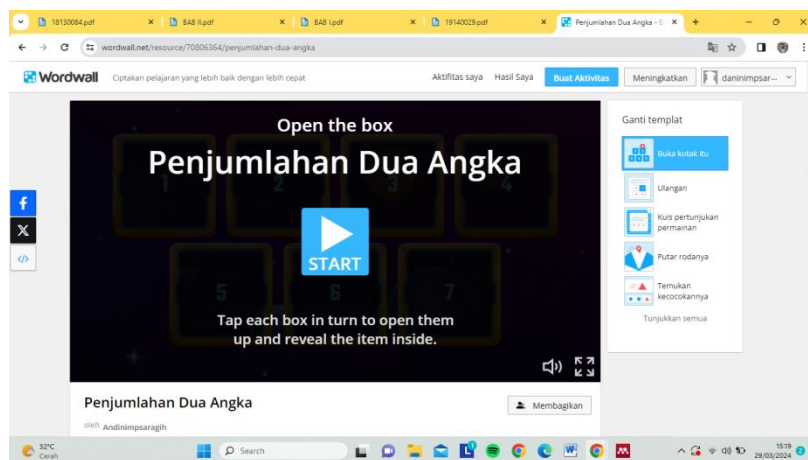 18130084.pdf
BAB II.pdf
BAB I.pdf
19140029.pdf
Penjumlahan Dua Angka -
wordwall.net/resource/70806364/penjumlahan-dua-angka
Wordwall
Ciptakan pelajaran yang lebih baik dengan lebih cepat
Aktifitas saya
Hasil Saya
Buat Aktivitas
Meningkatkan
daninimpsar...
Open the box
Penjumlahan Dua Angka
1
2
3
4
START
5
6
7
Tap each box in turn to open them
up and reveal the item inside.
Ganti templat
Buka kotak itu
Ulangan
Kuis pertunjukan
permainan
Putar rodanya
Temukan
kecocokannya
Tunjukkan semua
Penjumlahan Dua Angka
Membagikan
oleh Andinimpsaragih
32°C
Cerah
Search
15:19
29/03/2024